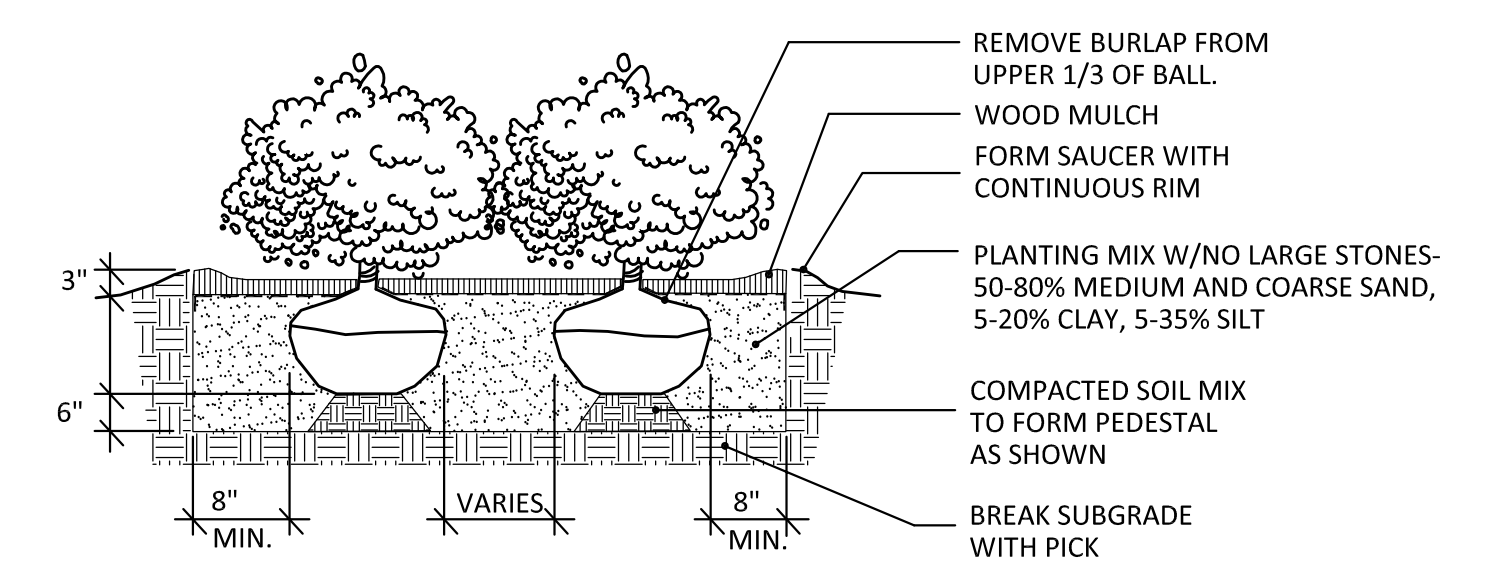 REMOVE BURLAP FROM
UPPER 1/3 OF BALL.
WOOD MULCH
FORM SAUCER WITH
CONTINUOUS RIM
PLANTING MIX W/NO LARGE STONES-
50-80% MEDIUM AND COARSE SAND,
5-20% CLAY, 5-35% SILT
3"
COMPACTED SOIL MIX
TO FORM PEDESTAL
AS SHOWN
6"
8"
MIN.
VARIES
8"
MIN.
BREAK SUBGRADE
WITH PICK